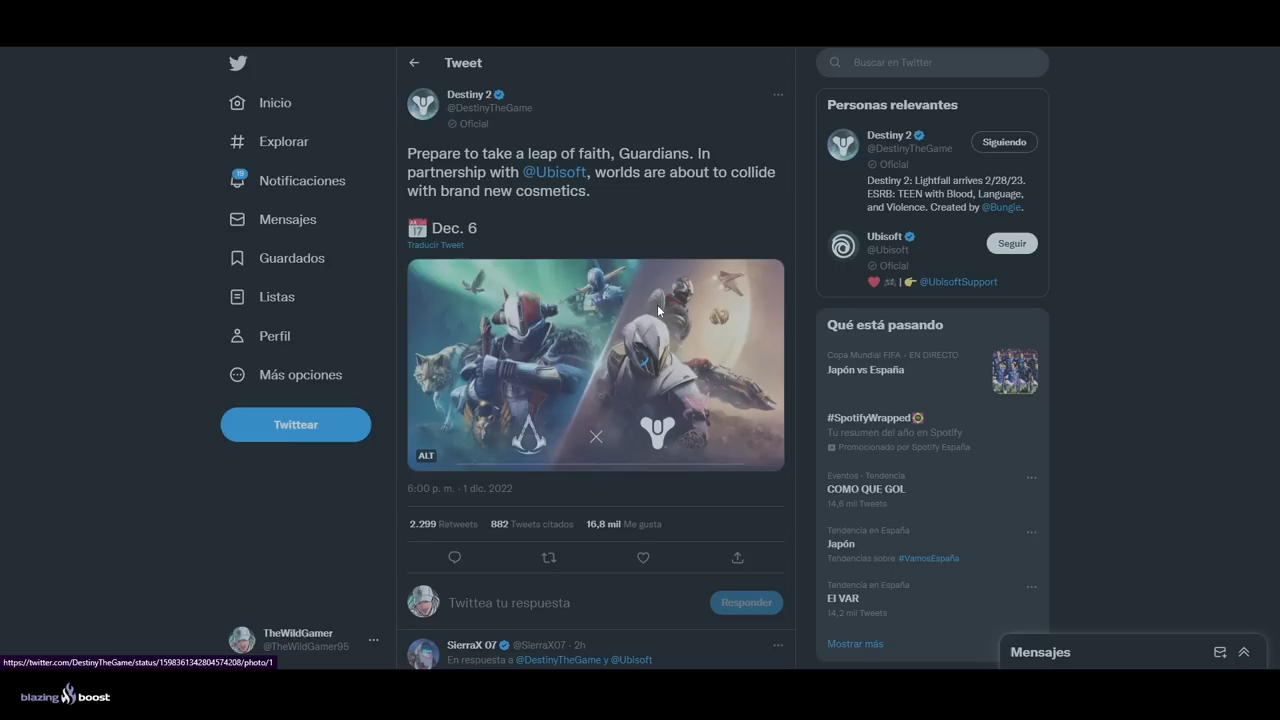 Tweet
Buscar en Twitter
Inicio
Explorar
19
Notificaciones
Mensajes
Guardados
Listas
Perfil
Más opciones
Twittear
Destiny 2
@DestinyTheGame
Oficial
Prepare to take a leap of faith, Guardians. In
partnership with @Ubisoft, worlds are about to collide
with brand new cosmetics.
17 Dec. 6
Traducir Tweet
ALT
6:00 p. m. · 1 dic. 2022
2.299 Retweets 882 Tweets citados 16,8 mil Me gusta
Twittea tu respuesta
Responder
SierraX 07 @SierraX07 · 2h
En respuesta a @DestinyTheGame y @Ubisoft
Personas relevantes
Destiny 2
@DestinyTheGame
Siguiendo
Oficial
Destiny 2: Lightfall arrives 2/28/23.
ESRB: TEEN with Blood, Language,
and Violence. Created by @Bungie.
Ubisoft
@Ubisoft
Seguir
Oficial
| @UbisoftSupport
Qué está pasando
Copa Mundial FIFA · EN DIRECTO
Japón vs España
#SpotifyWrapped
Tu resumen del año en Spotify
Promocionado por Spotify España
Eventos · Tendencia
COMO QUE GOL
14,6 mil Tweets
Tendencia en España
Japón
Tendencias sobre #VamosEspaña
Tendencia en España
El VAR
14,2 mil Tweets
Mostrar más
Mensajes
TheWildGamer
@TheWildGamer95
https://twitter.com/DestinyTheGame/status/1598361342804574208/photo/1
blazing boost